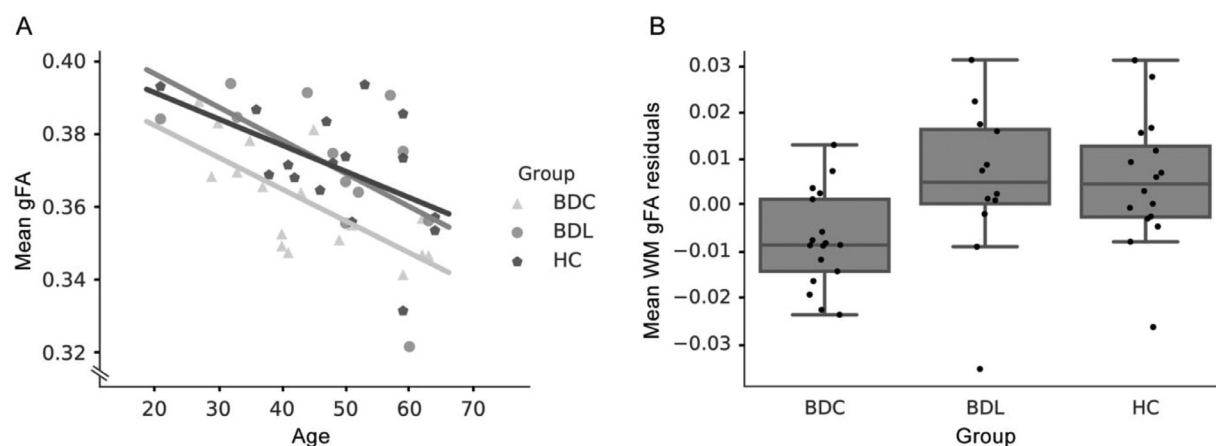 A
0.40
0.38
0.36
0.34
0.32
Mean gFA
20 30 40 50 60 70
Age
Group
BDC
BDL
HC
B
0.03
0.02
0.01
0.00
−0.01
−0.02
−0.03
Mean WM gFA residuals
BDC BDL HC
Group